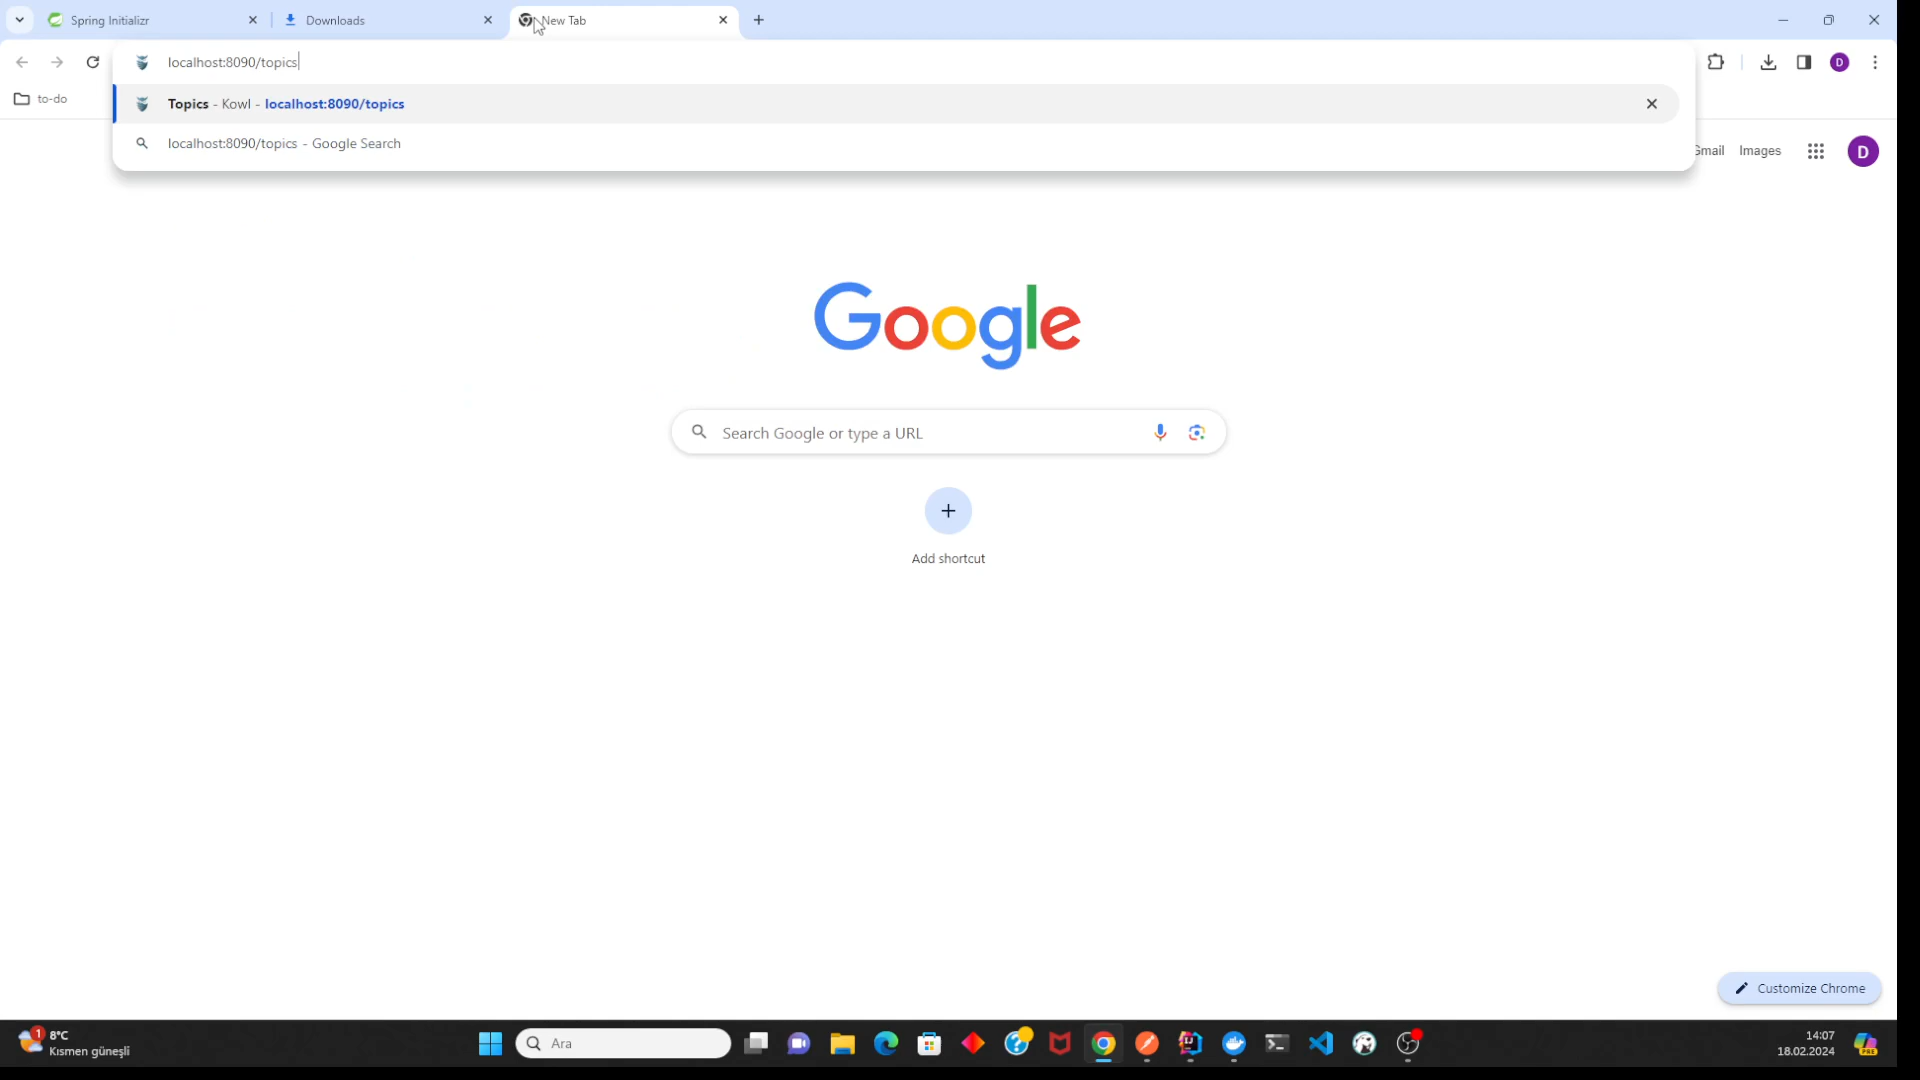 Spring Initializr
Downloads
New Tab
localhost:8090/topics
to-do
Topics - Kowl - localhost:8090/topics
localhost:8090/topics - Google Search
Gmail Images D
D
Google
Search Google or type a URL
Add shortcut
Customize Chrome
1
8°C
Kısmen güneşli
Ara
14:07
18.02.2024
PRE